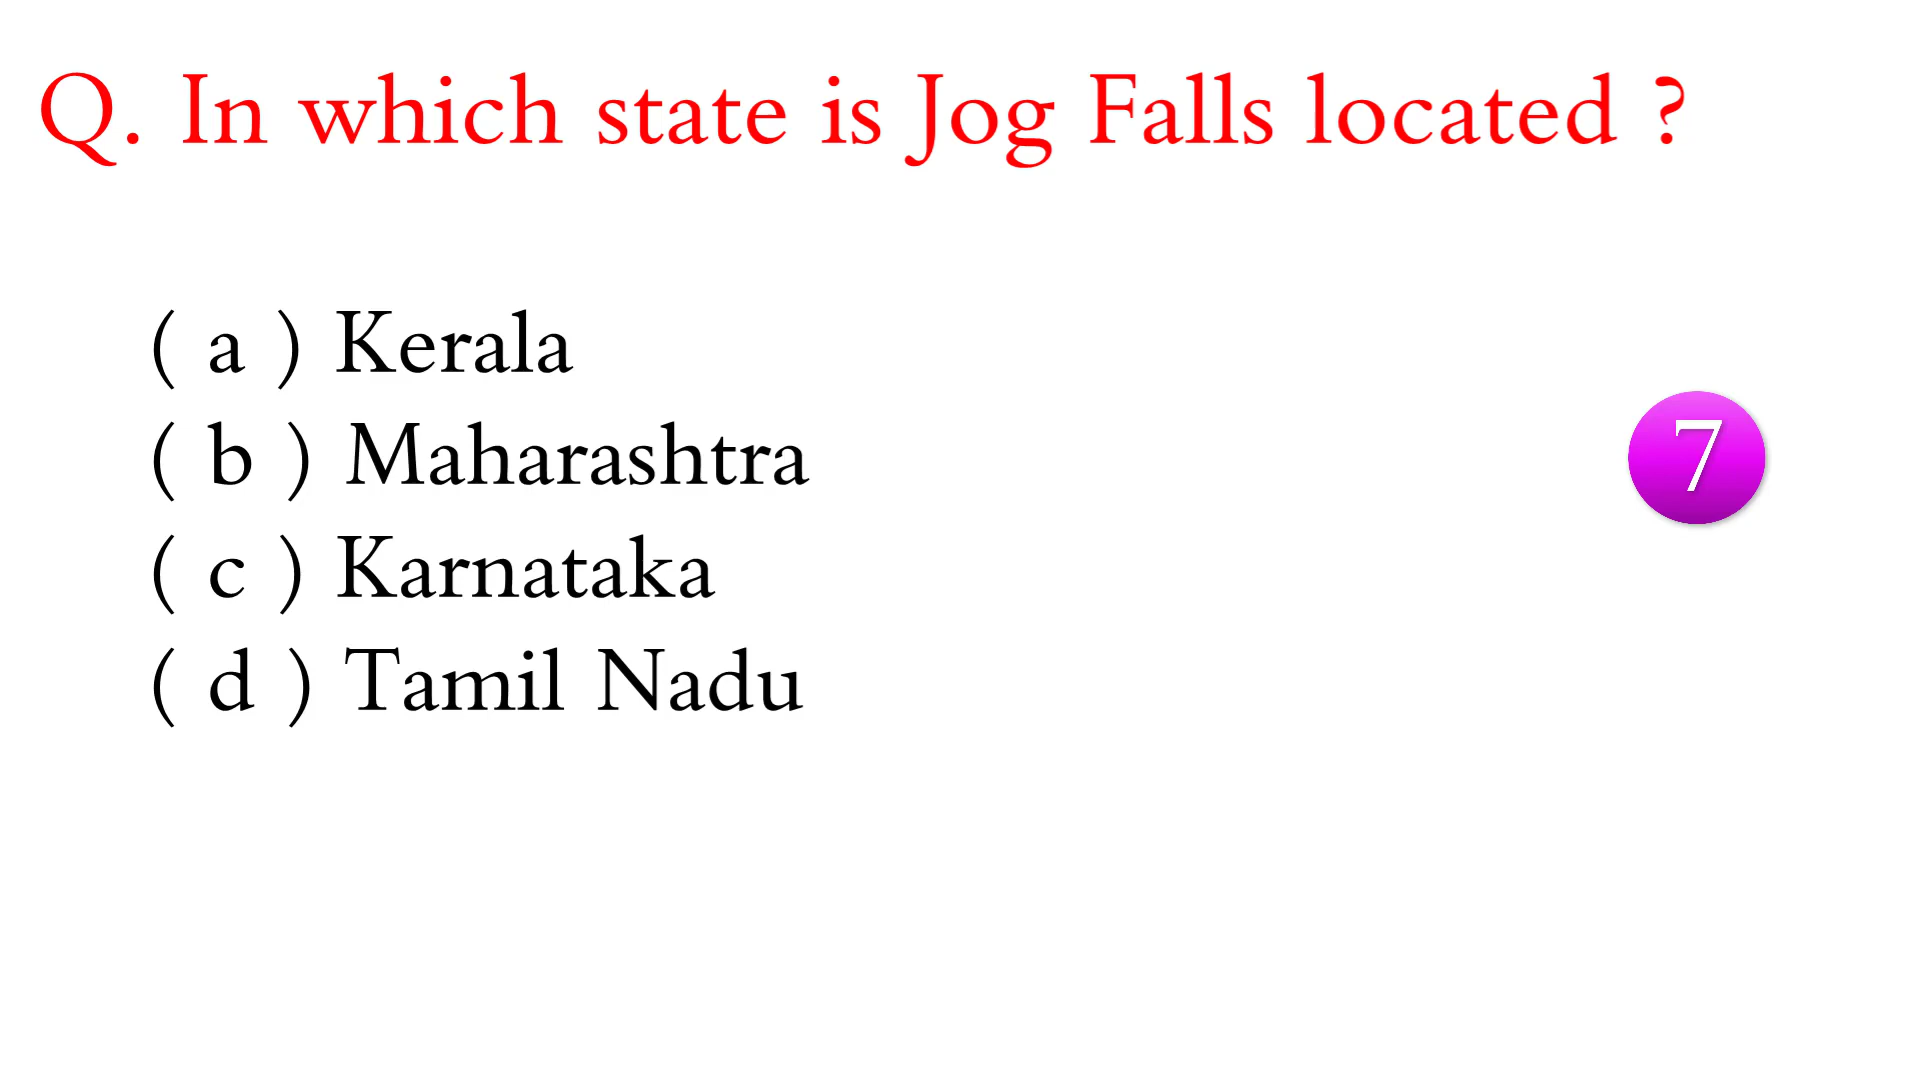 Q. In which state is Jog Falls located ?
( a ) Kerala
( b ) Maharashtra
7
( c ) Karnataka
( d ) Tamil Nadu